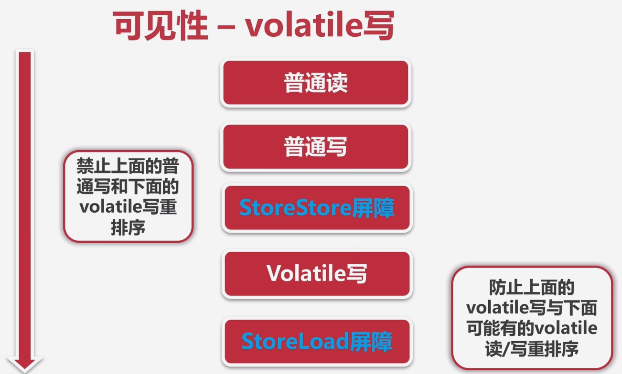 可见性 – volatile写
普通读
普通写
禁止上面的普
通写和下面的
volatile写重
排序
StoreStore屏障
Volatile写
防止上面的
volatile写与下面
可能有的volatile
读/写重排序
StoreLoad屏障